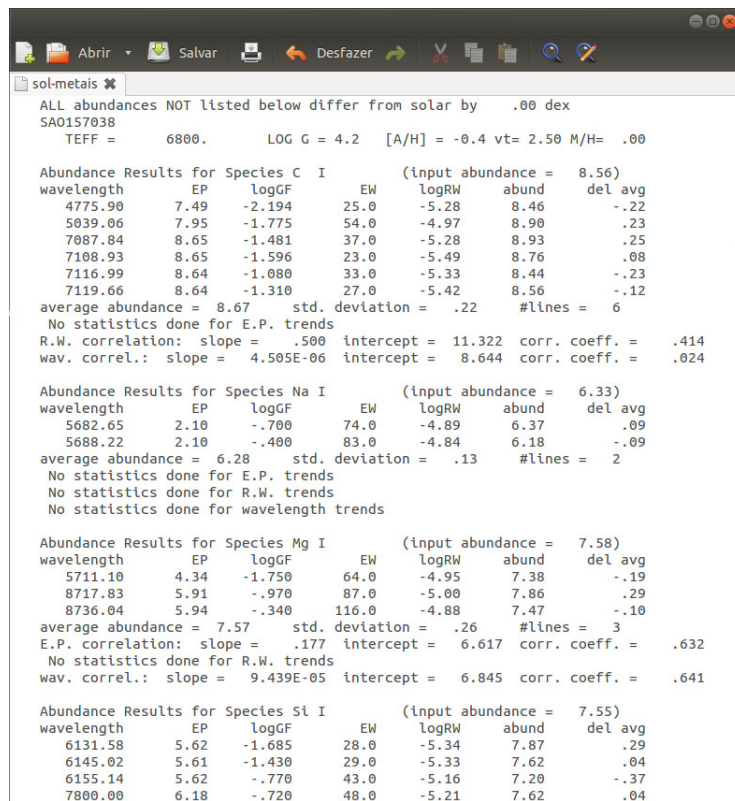 Abrir Salvar Desfazer
sol-metais
ALL abundances NOT listed below differ from solar by .00 dex
SAO157038
TEFF = 6800. LOG G = 4.2 [A/H] = -0.4 vt= 2.50 M/H= .00
Abundance Results for Species C I (input abundance = 8.56)
wavelength EP logGF EW logRW abund del avg
4775.90 7.49 -2.194 25.0 -5.28 8.46 -.22
5039.06 7.95 -1.775 54.0 -4.97 8.90 .23
7087.84 8.65 -1.481 37.0 -5.28 8.93 .25
7108.93 8.65 -1.596 23.0 -5.49 8.76 .08
7116.99 8.64 -1.080 33.0 -5.33 8.44 -.23
7119.66 8.64 -1.310 27.0 -5.42 8.56 -.12
average abundance = 8.67 std. deviation = .22 #lines = 6
No statistics done for E.P. trends
R.W. correlation: slope = .500 intercept = 11.322 corr. coeff. = .414
wav. correl.: slope = 4.505E-06 intercept = 8.644 corr. coeff. = .024
Abundance Results for Species Na I (input abundance = 6.33)
wavelength EP logGF EW logRW abund del avg
5682.65 2.10 -.700 74.0 -4.89 6.37 .09
5688.22 2.10 -.400 83.0 -4.84 6.18 -.09
average abundance = 6.28 std. deviation = .13 #lines = 2
No statistics done for E.P. trends
No statistics done for R.W. trends
No statistics done for wavelength trends
Abundance Results for Species Mg I (input abundance = 7.58)
wavelength EP logGF EW logRW abund del avg
5711.10 4.34 -1.750 64.0 -4.95 7.38 -.19
8717.83 5.91 -.970 87.0 -5.00 7.86 .29
8736.04 5.94 -.340 116.0 -4.88 7.47 -.10
average abundance = 7.57 std. deviation = .26 #lines = 3
E.P. correlation: slope = .177 intercept = 6.617 corr. coeff. = .632
No statistics done for R.W. trends
wav. correl.: slope = 9.439E-05 intercept = 6.845 corr. coeff. = .641
Abundance Results for Species Si I (input abundance = 7.55)
wavelength EP logGF EW logRW abund del avg
6131.58 5.62 -1.685 28.0 -5.34 7.87 .29
6145.02 5.61 -1.430 29.0 -5.33 7.62 .04
6155.14 5.62 -.770 43.0 -5.16 7.20 -.37
7800.00 6.18 -.720 48.0 -5.21 7.62 .04